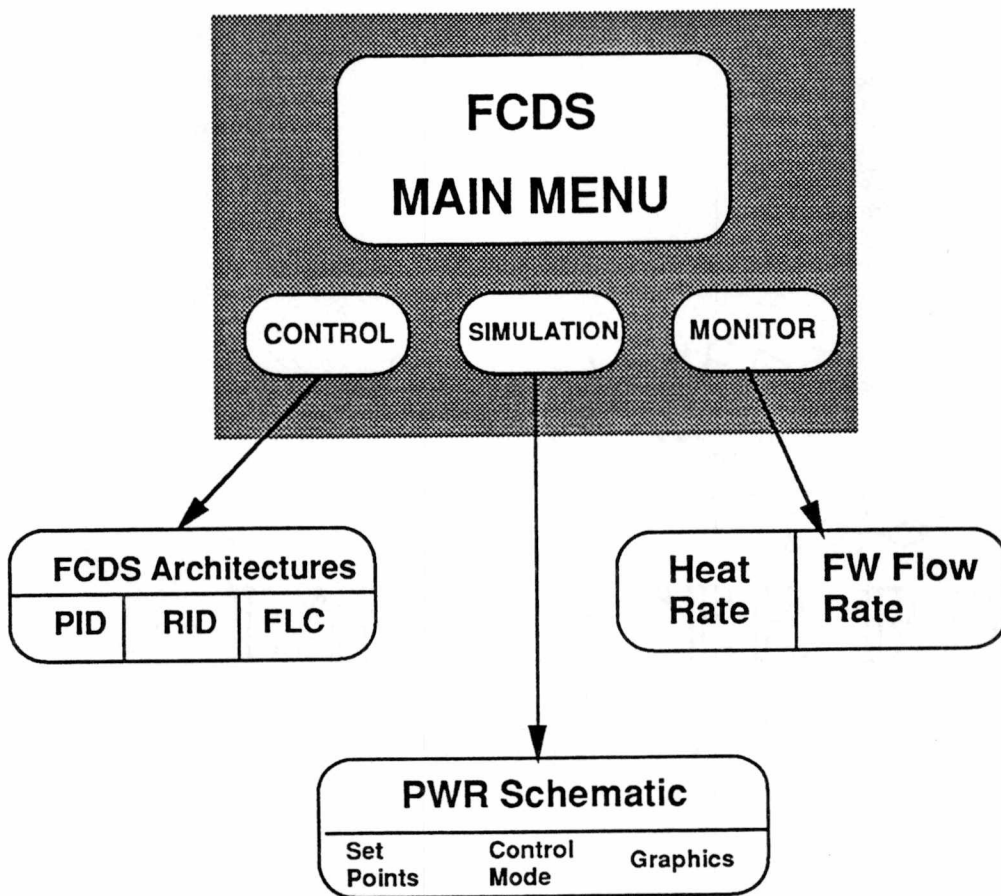 FCDS
MAIN MENU
CONTROL
SIMULATION
MONITOR
FCDS Architectures
PID RID FLC
Heat
Rate
FW Flow
Rate
PWR Schematic
Set
Points
Control
Mode
Graphics